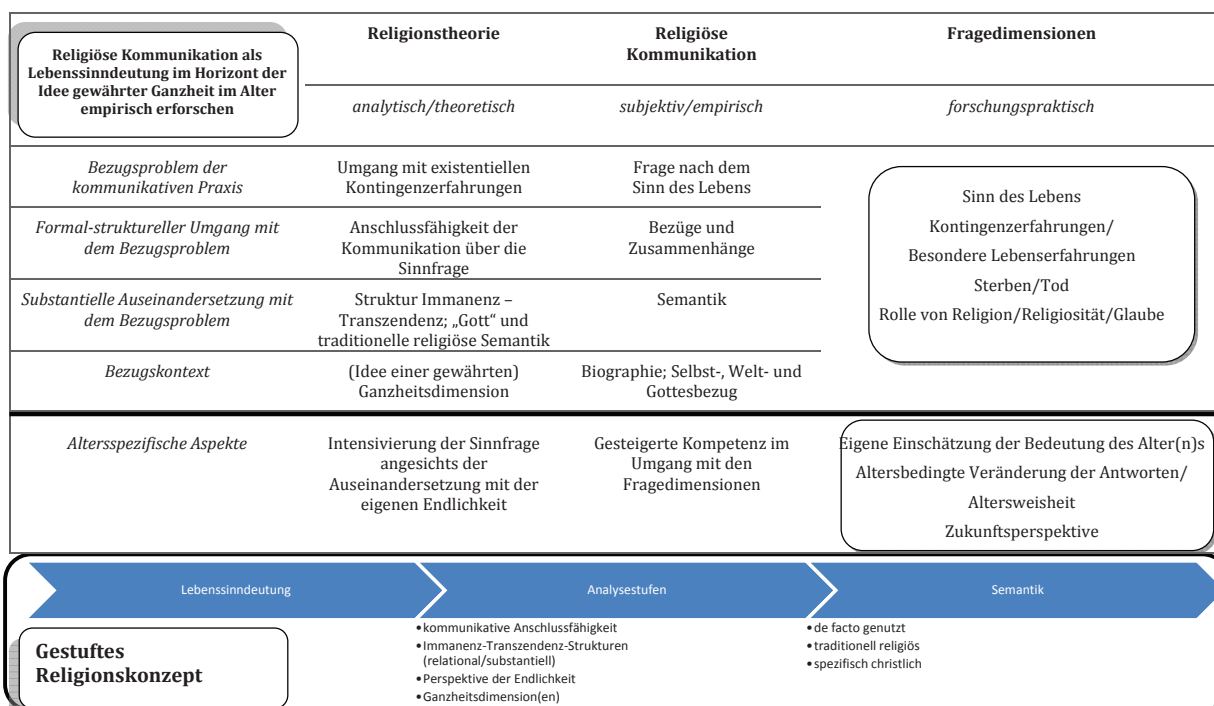 Religiöse Kommunikation als
Lebenssinndeutung im Horizont der
Idee gewährter Ganzheit im Alter
empirisch erforschen
Religionstheorie
Religiöse
Kommunikation
Fragedimensionen
analytisch/theoretisch
subjektiv/empirisch
forschungspraktisch
Bezugsproblem der
kommunikativen Praxis
Umgang mit existentiellen
Kontingenzerfahrungen
Frage nach dem
Sinn des Lebens
Formal-struktureller Umgang mit
dem Bezugsproblem
Anschlussfähigkeit der
Kommunikation über die
Sinnfrage
Bezüge und
Zusammenhänge
Substantielle Auseinandersetzung mit
dem Bezugsproblem
Struktur Immanenz –
Transzendenz; „Gott“ und
traditionelle religiöse Semantik
Semantik
Bezugskontext
(Idee einer gewährten)
Ganzheitsdimension
Biographie; Selbst-, Welt- und
Gottesbezug
Sinn des Lebens
Kontingenzerfahrungen/
Besondere Lebenserfahrungen
Sterben/Tod
Rolle von Religion/Religiosität/Glaube
Altersspezifische Aspekte
Intensivierung der Sinnfrage
angesichts der
Auseinandersetzung mit der
eigenen Endlichkeit
Gesteigerte Kompetenz im
Umgang mit den
Fragedimensionen
Eigene Einschätzung der Bedeutung des Alter(n)s
Altersbedingte Veränderung der Antworten/
Altersweisheit
Zukunftsperspektive
Lebenssinndeutung
Analysestufen
Semantik
Gestuftes
Religionskonzept
•kommunikative Anschlussfähigkeit
•Immanenz-Transzendenz-Strukturen
(relational/substantiell)
•Perspektive der Endlichkeit
•Ganzheitsdimension(en)
•de facto genutzt
•traditionell religiös
•spezifisch christlich